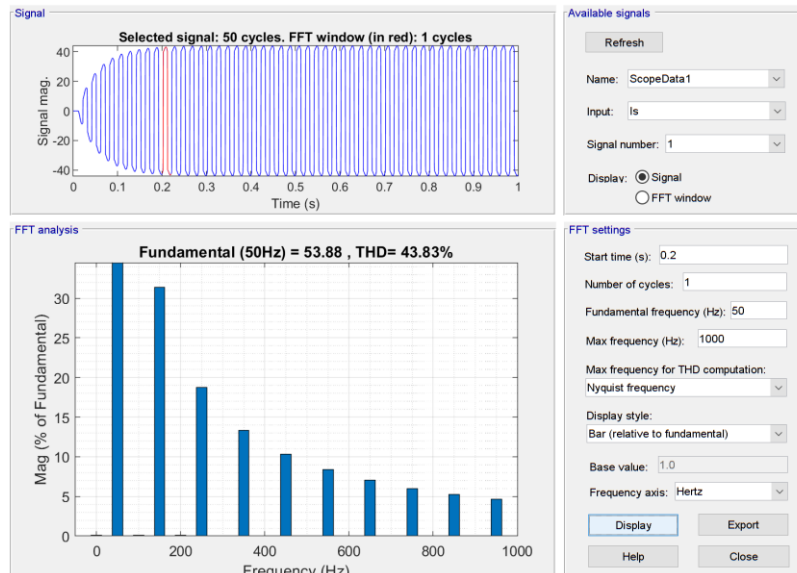 Signal
Selected signal: 50 cycles. FFT window (in red): 1 cycles
Signal mag.
40
20
0
-20
-40
0 0.1 0.2 0.3 0.4 0.5 0.6 0.7 0.8 0.9 1
Time (s)
Available signals
Refresh
Name: ScopeData1
Input: Is
Signal number: 1
Display: Signal
FFT window
FFT analysis
Fundamental (50Hz) = 53.88 , THD= 43.83%
Mag (% of Fundamental)
30
25
20
15
10
5
0
0 200 400 600 800 1000
Frequency (Hz)
FFT settings
Start time (s): 0.2
Number of cycles: 1
Fundamental frequency (Hz): 50
Max frequency (Hz): 1000
Max frequency for THD computation:
Nyquist frequency
Display style:
Bar (relative to fundamental)
Base value: 1.0
Frequency axis: Hertz
Display Export
Help Close